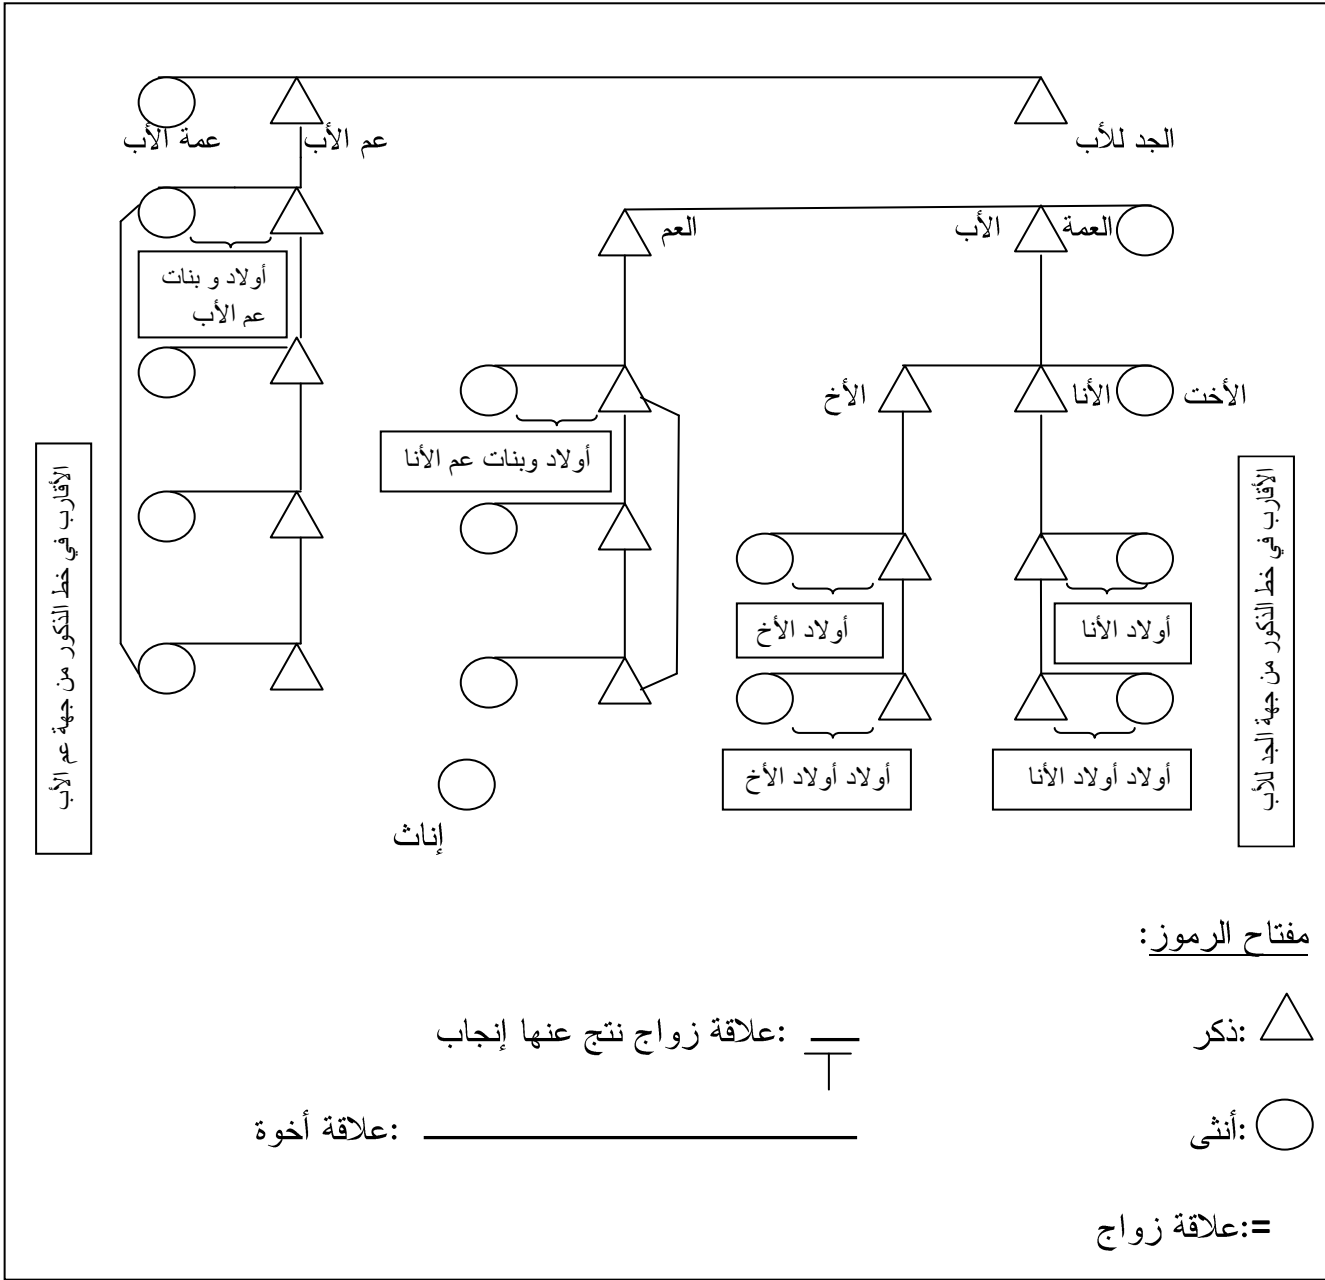 الجد للأب
عم الأب
عمة الأب
العمة
الأب
العم
أولاد و بنات
عم الأب
الأخت
الأنا
الأخ
أولاد وبنات عم الأنا
الأقارب في خط الذكور من جهة الجد للأب
الأقارب في خط الذكور من جهة عم الأب
أولاد الأنا
أولاد الأخ
أولاد أولاد الأنا
أولاد أولاد الأخ
إناث
مفتاح الرموز:
:ذكر
:علاقة زواج نتج عنها إنجاب
:أنثى
:علاقة أخوة
=:علاقة زواج